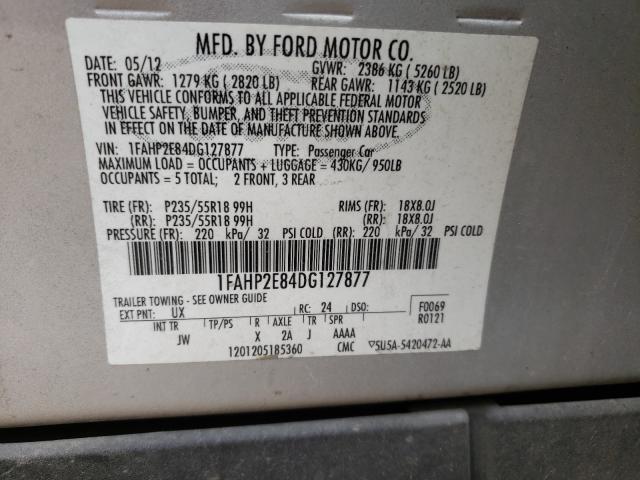 MFD. BY FORD MOTOR CO.
DATE: 05/12 GVWR: 2386 KG ( 5260 LB)
FRONT GAWR: 1279 KG ( 2820 LB) REAR GAWR: 1143 KG ( 2520 LB)
THIS VEHICLE CONFORMS TO ALL APPLICABLE FEDERAL MOTOR
VEHICLE SAFETY, BUMPER, AND THEFT PREVENTION STANDARDS
IN EFFECT ON THE DATE OF MANUFACTURE SHOWN ABOVE.
VIN: 1FAHP2E84DG127877 TYPE: Passenger Car
MAXIMUM LOAD = OCCUPANTS + LUGGAGE = 430KG/ 950LB
OCCUPANTS = 5 TOTAL; 2 FRONT, 3 REAR
TIRE (FR): P235/55R18 99H RIMS (FR): 18X8.0J
(RR): P235/55R18 99H (RR): 18X8.0J
PRESSURE (FR): 220 kPa/ 32 PSI COLD (RR): 220 kPa/ 32 PSI COLD
1FAHP2E84DG127877
TRAILER TOWING - SEE OWNER GUIDE
EXT PNT: UX RC: 24 DSO: F0069
INT TR TP/PS R AXLE TR SPR R0121
JW X 2A J AAAA
1201205185360 CMC ▽5U5A-5420472-AA